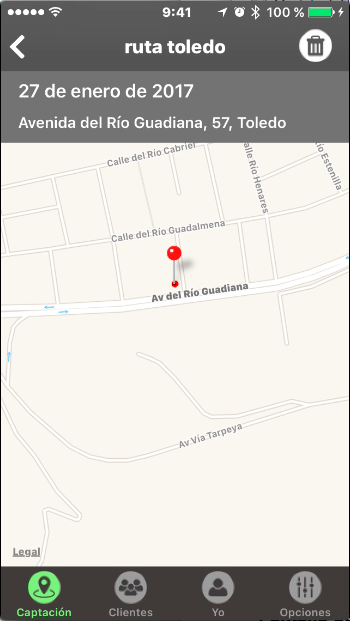 9:41
100 %
ruta toledo
27 de enero de 2017
Avenida del Río Guadiana, 57, Toledo
Calle del Río Cabriel
Calle del Río Henares
Río Estenilla
Calle del Río Guadalmena
Av del Río Guadiana
Av Vía Tarpeya
Legal
Captación
Clientes
Yo
Opciones